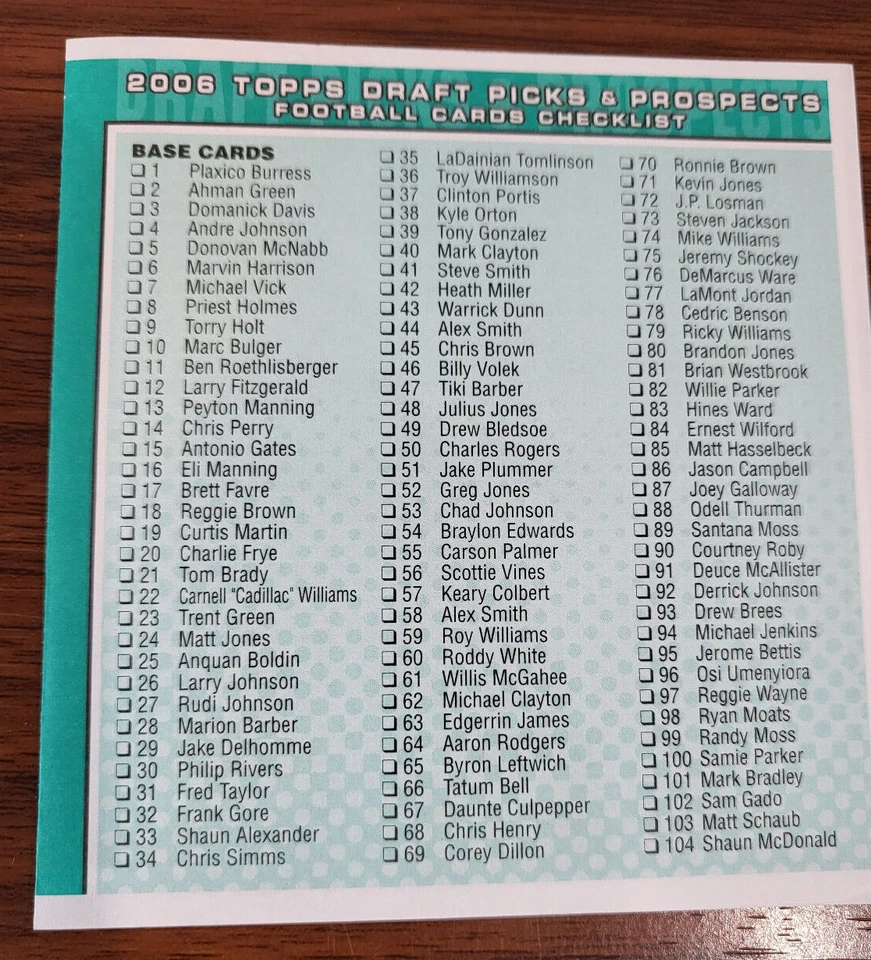 2006 TOPPS DRAFT PICKS & PROSPECTS
FOOTBALL CARDS CHECKLIST
BASE CARDS
1 Plaxico Burress
2 Ahman Green
3 Domanick Davis
4 Andre Johnson
5 Donovan McNabb
6 Marvin Harrison
7 Michael Vick
8 Priest Holmes
9 Torry Holt
10 Marc Bulger
11 Ben Roethlisberger
12 Larry Fitzgerald
13 Peyton Manning
14 Chris Perry
15 Antonio Gates
16 Eli Manning
17 Brett Favre
18 Reggie Brown
19 Curtis Martin
20 Charlie Frye
21 Tom Brady
22 Carnell "Cadillac" Williams
23 Trent Green
24 Matt Jones
25 Anquan Boldin
26 Larry Johnson
27 Rudi Johnson
28 Marion Barber
29 Jake Delhomme
30 Philip Rivers
31 Fred Taylor
32 Frank Gore
33 Shaun Alexander
34 Chris Simms
35 LaDainian Tomlinson
36 Troy Williamson
37 Clinton Portis
38 Kyle Orton
39 Tony Gonzalez
40 Mark Clayton
41 Steve Smith
42 Heath Miller
43 Warrick Dunn
44 Alex Smith
45 Chris Brown
46 Billy Volek
47 Tiki Barber
48 Julius Jones
49 Drew Bledsoe
50 Charles Rogers
51 Jake Plummer
52 Greg Jones
53 Chad Johnson
54 Braylon Edwards
55 Carson Palmer
56 Scottie Vines
57 Keary Colbert
58 Alex Smith
59 Roy Williams
60 Roddy White
61 Willis McGahee
62 Michael Clayton
63 Edgerrin James
64 Aaron Rodgers
65 Byron Leftwich
66 Tatum Bell
67 Daunte Culpepper
68 Chris Henry
69 Corey Dillon
70 Ronnie Brown
71 Kevin Jones
72 J.P. Losman
73 Steven Jackson
74 Mike Williams
75 Jeremy Shockey
76 DeMarcus Ware
77 LaMont Jordan
78 Cedric Benson
79 Ricky Williams
80 Brandon Jones
81 Brian Westbrook
82 Willie Parker
83 Hines Ward
84 Ernest Wilford
85 Matt Hasselbeck
86 Jason Campbell
87 Joey Galloway
88 Odell Thurman
89 Santana Moss
90 Courtney Roby
91 Deuce McAllister
92 Derrick Johnson
93 Drew Brees
94 Michael Jenkins
95 Jerome Bettis
96 Osi Umenyiora
97 Reggie Wayne
98 Ryan Moats
99 Randy Moss
100 Samie Parker
101 Mark Bradley
102 Sam Gado
103 Matt Schaub
104 Shaun McDonald